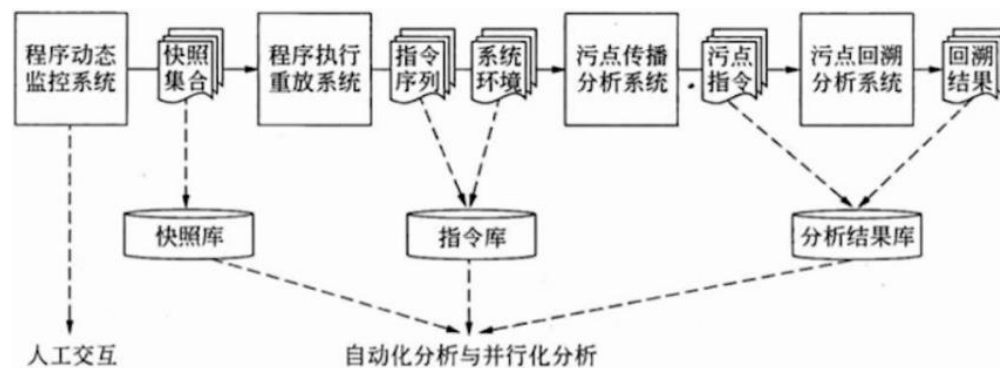 程序动态
监控系统
快照
集合
程序执行
重放系统
指令
序列
系统
环境
污点传播
分析系统
污点
指令
污点回溯
分析系统
回溯
结果
快照库
指令库
分析结果库
人工交互
自动化分析与并行化分析